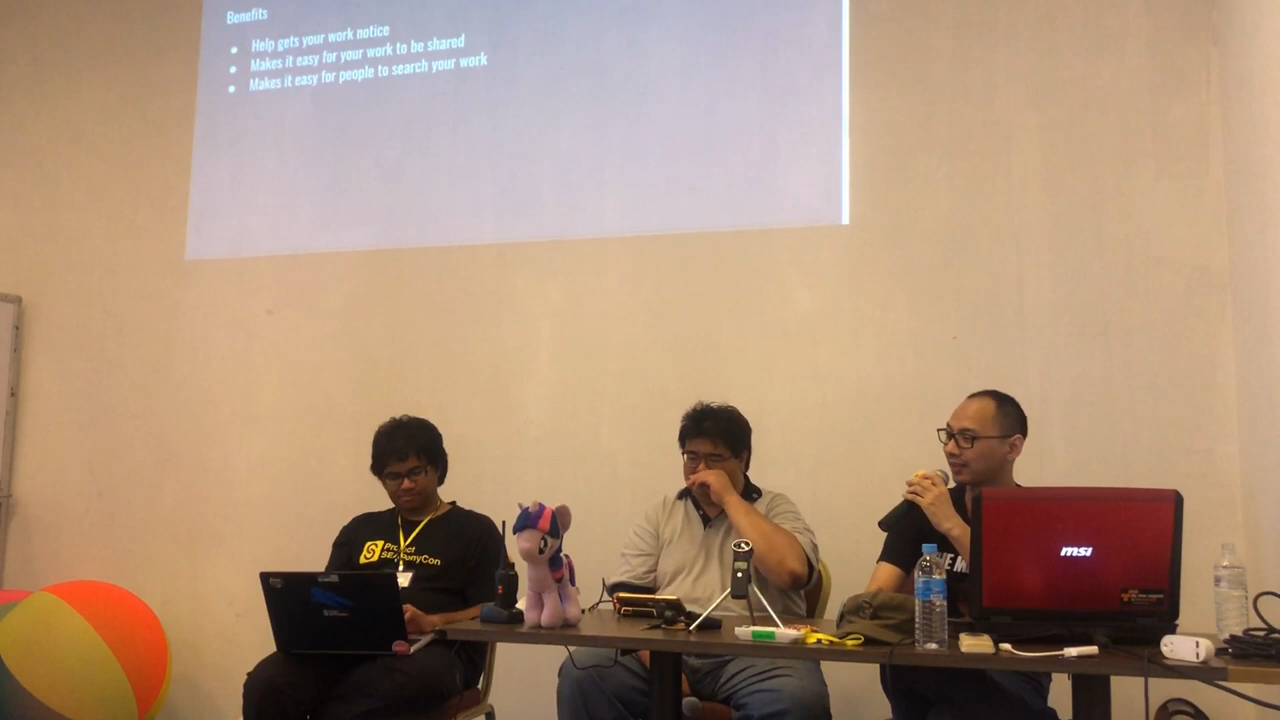 Benefits
● Help gets your work notice
● Makes it easy for your work to be shared
● Makes it easy for people to search your work
S Project
SEAPonyCon
THE M
msi